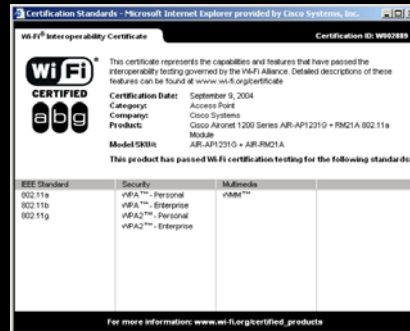 Certification Standards - Microsoft Internet Explorer provided by Cisco Systems, Inc.
Wi-Fi® Interoperability Certificate
Certification ID: W002889
Wi Fi
CERTIFIED
a b g
This certificate represents the capabilities and features that have passed the
interoperability testing governed by the Wi-Fi Alliance. Detailed descriptions of these
features can be found at www.wi-fi.org/certificate
Certification Date: September 9, 2004
Category: Access Point
Company: Cisco Systems
Product: Cisco Aironet 1200 Series AIR-AP1231G + RM21A 802.11a
Module
Model/SKU#: AIR-AP1231G + AIR-RM21A
This product has passed Wi-Fi certification testing for the following standards:
IEEE Standard Security Multimedia
802.11a WPA™ - Personal WMM™
802.11b WPA™ - Enterprise
802.11g WPA2™ - Personal
WPA2™ - Enterprise
For more information: www.wi-fi.org/certified_products